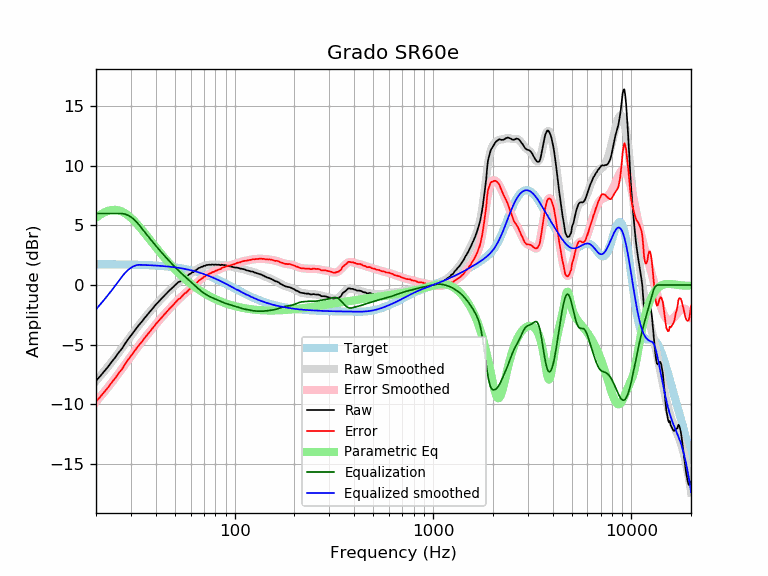 Grado SR60e
Amplitude (dBr)
15
10
5
0
−5
−10
−15
Target
Raw Smoothed
Error Smoothed
Raw
Error
Parametric Eq
Equalization
Equalized smoothed
100
1000
10000
Frequency (Hz)